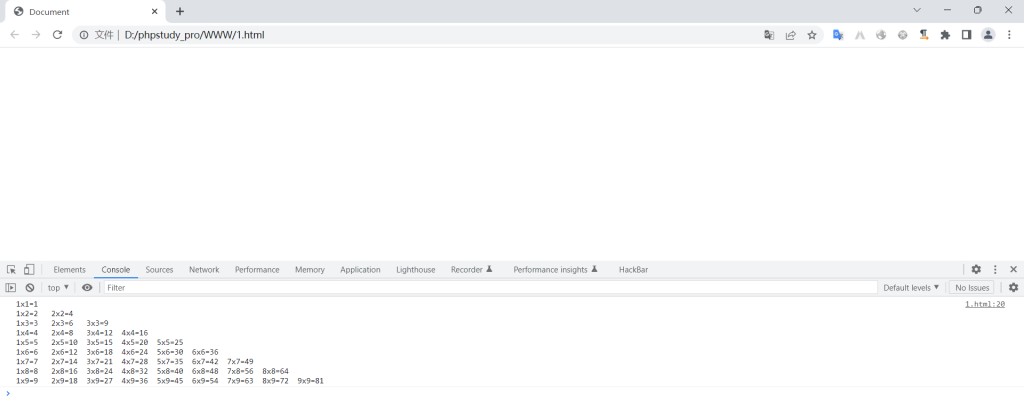 Document
文件 | D:/phpstudy_pro/WWW/1.html
Elements Console Sources Network Performance Memory Application Lighthouse Recorder Performance insights HackBar
top Filter Default levels No Issues
1x1=1 1.html:20
1x2=2 2x2=4
1x3=3 2x3=6 3x3=9
1x4=4 2x4=8 3x4=12 4x4=16
1x5=5 2x5=10 3x5=15 4x5=20 5x5=25
1x6=6 2x6=12 3x6=18 4x6=24 5x6=30 6x6=36
1x7=7 2x7=14 3x7=21 4x7=28 5x7=35 6x7=42 7x7=49
1x8=8 2x8=16 3x8=24 4x8=32 5x8=40 6x8=48 7x8=56 8x8=64
1x9=9 2x9=18 3x9=27 4x9=36 5x9=45 6x9=54 7x9=63 8x9=72 9x9=81